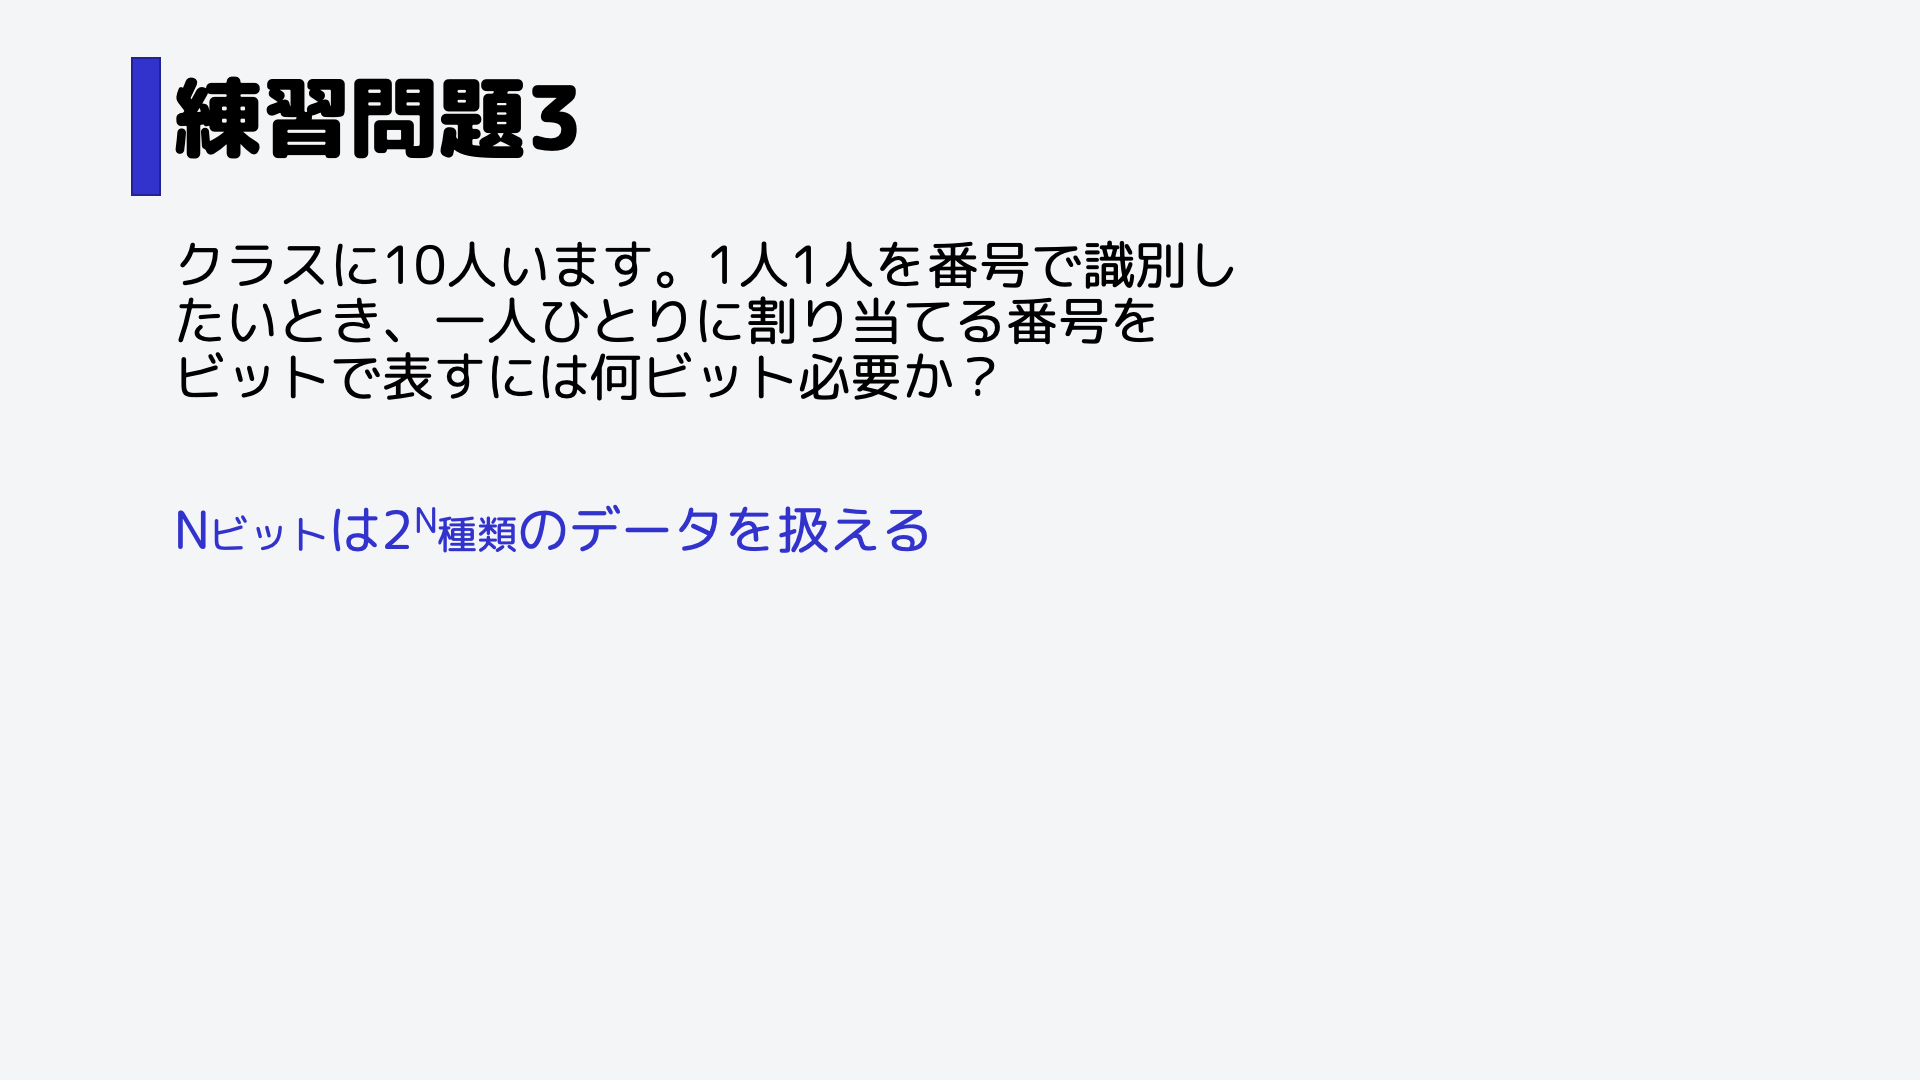 練習問題3
クラスに10人います。1人1人を番号で識別し
たいとき、一人ひとりに割り当てる番号を
ビットで表すには何ビット必要か？
Nビットは2ᴺ種類のデータを扱える